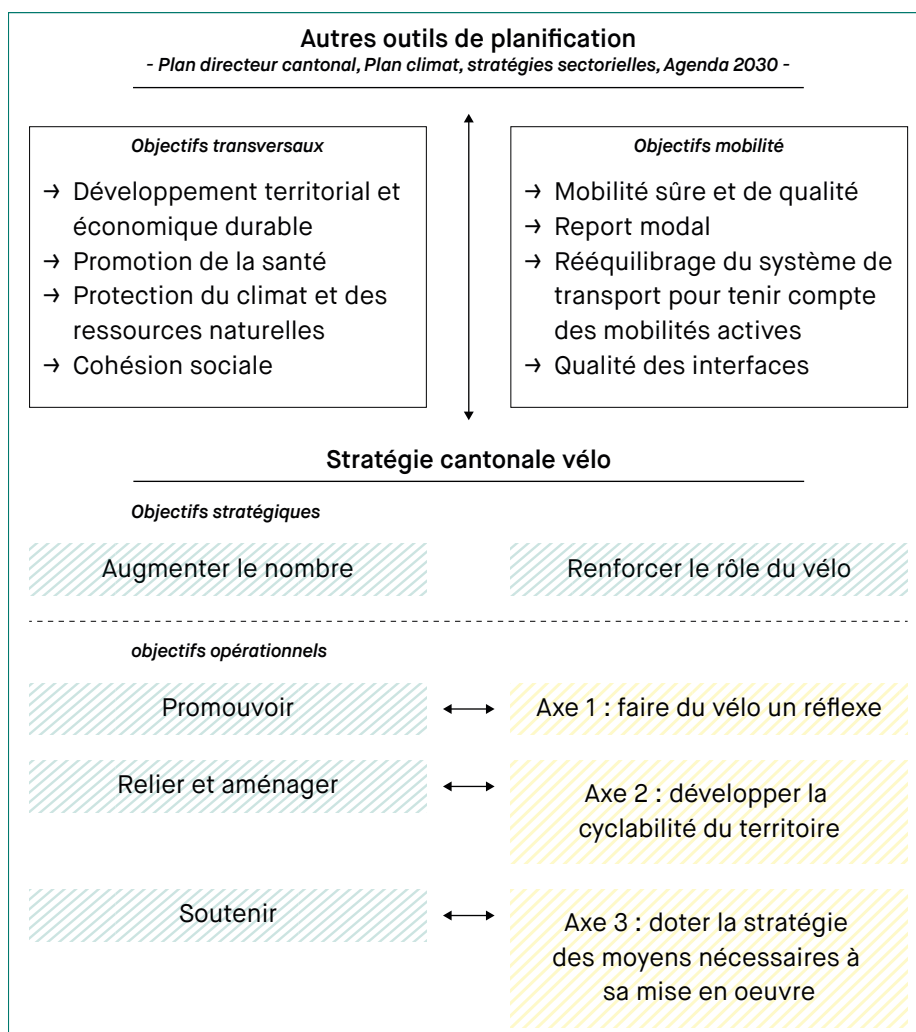 Autres outils de planification
- Plan directeur cantonal, Plan climat, stratégies sectorielles, Agenda 2030 -
Objectifs transversaux
→ Développement territorial et
économique durable
→ Promotion de la santé
→ Protection du climat et des
ressources naturelles
→ Cohésion sociale
Objectifs mobilité
→ Mobilité sûre et de qualité
→ Report modal
→ Rééquilibrage du système de
transport pour tenir compte
des mobilités actives
→ Qualité des interfaces
Stratégie cantonale vélo
Objectifs stratégiques
Augmenter le nombre
Renforcer le rôle du vélo
objectifs opérationnels
Promouvoir
Axe 1 : faire du vélo un réflexe
Relier et aménager
Axe 2 : développer la
cyclabilité du territoire
Soutenir
Axe 3 : doter la stratégie
des moyens nécessaires à
sa mise en oeuvre